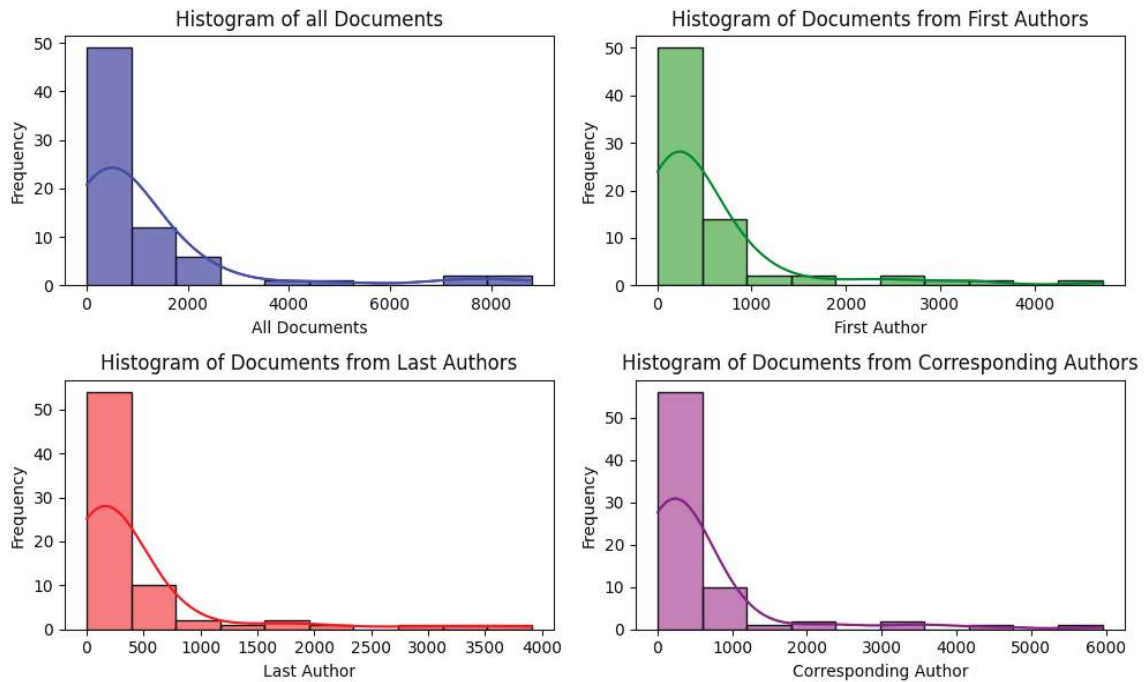 Histogram of all Documents
50
40
30
20
10
0
Frequency
0 2000 4000 6000 8000
All Documents
Histogram of Documents from First Authors
50
40
30
20
10
0
Frequency
0 1000 2000 3000 4000
First Author
Histogram of Documents from Last Authors
50
40
30
20
10
0
Frequency
0 500 1000 1500 2000 2500 3000 3500 4000
Last Author
Histogram of Documents from Corresponding Authors
50
40
30
20
10
0
Frequency
0 1000 2000 3000 4000 5000 6000
Corresponding Author